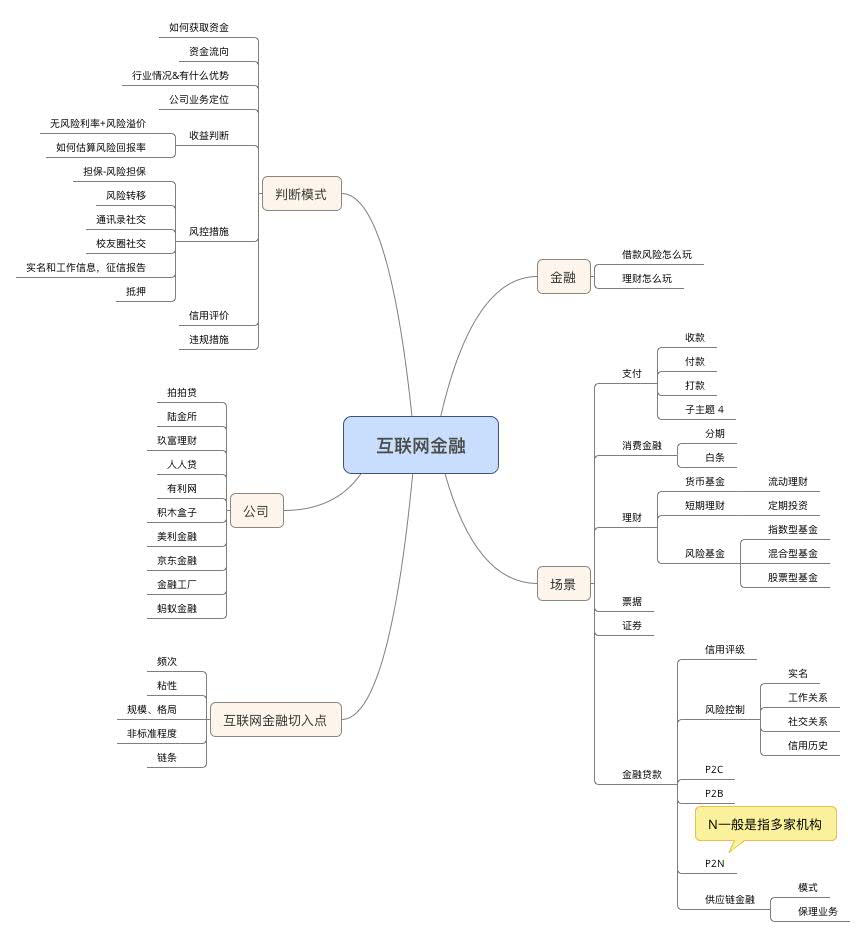 互联网金融
金融
借款风险怎么玩
理财怎么玩
场景
支付
收款
付款
打款
子主题 4
消费金融
分期
白条
理财
货币基金
流动理财
短期理财
定期投资
风险基金
指数型基金
混合型基金
股票型基金
票据
证券
金融贷款
信用评级
风险控制
实名
工作关系
社交关系
信用历史
P2C
P2B
N一般是指多家机构
P2N
供应链金融
模式
保理业务
判断模式
如何获取资金
资金流向
行业情况&有什么优势
公司业务定位
收益判断
无风险利率+风险溢价
如何估算风险回报率
风控措施
担保-风险担保
风险转移
通讯录社交
校友圈社交
实名和工作信息，征信报告
抵押
信用评价
违规措施
公司
拍拍贷
陆金所
玖富理财
人人贷
有利网
积木盒子
美利金融
京东金融
金融工厂
蚂蚁金融
互联网金融切入点
频次
粘性
规模、格局
非标准程度
链条